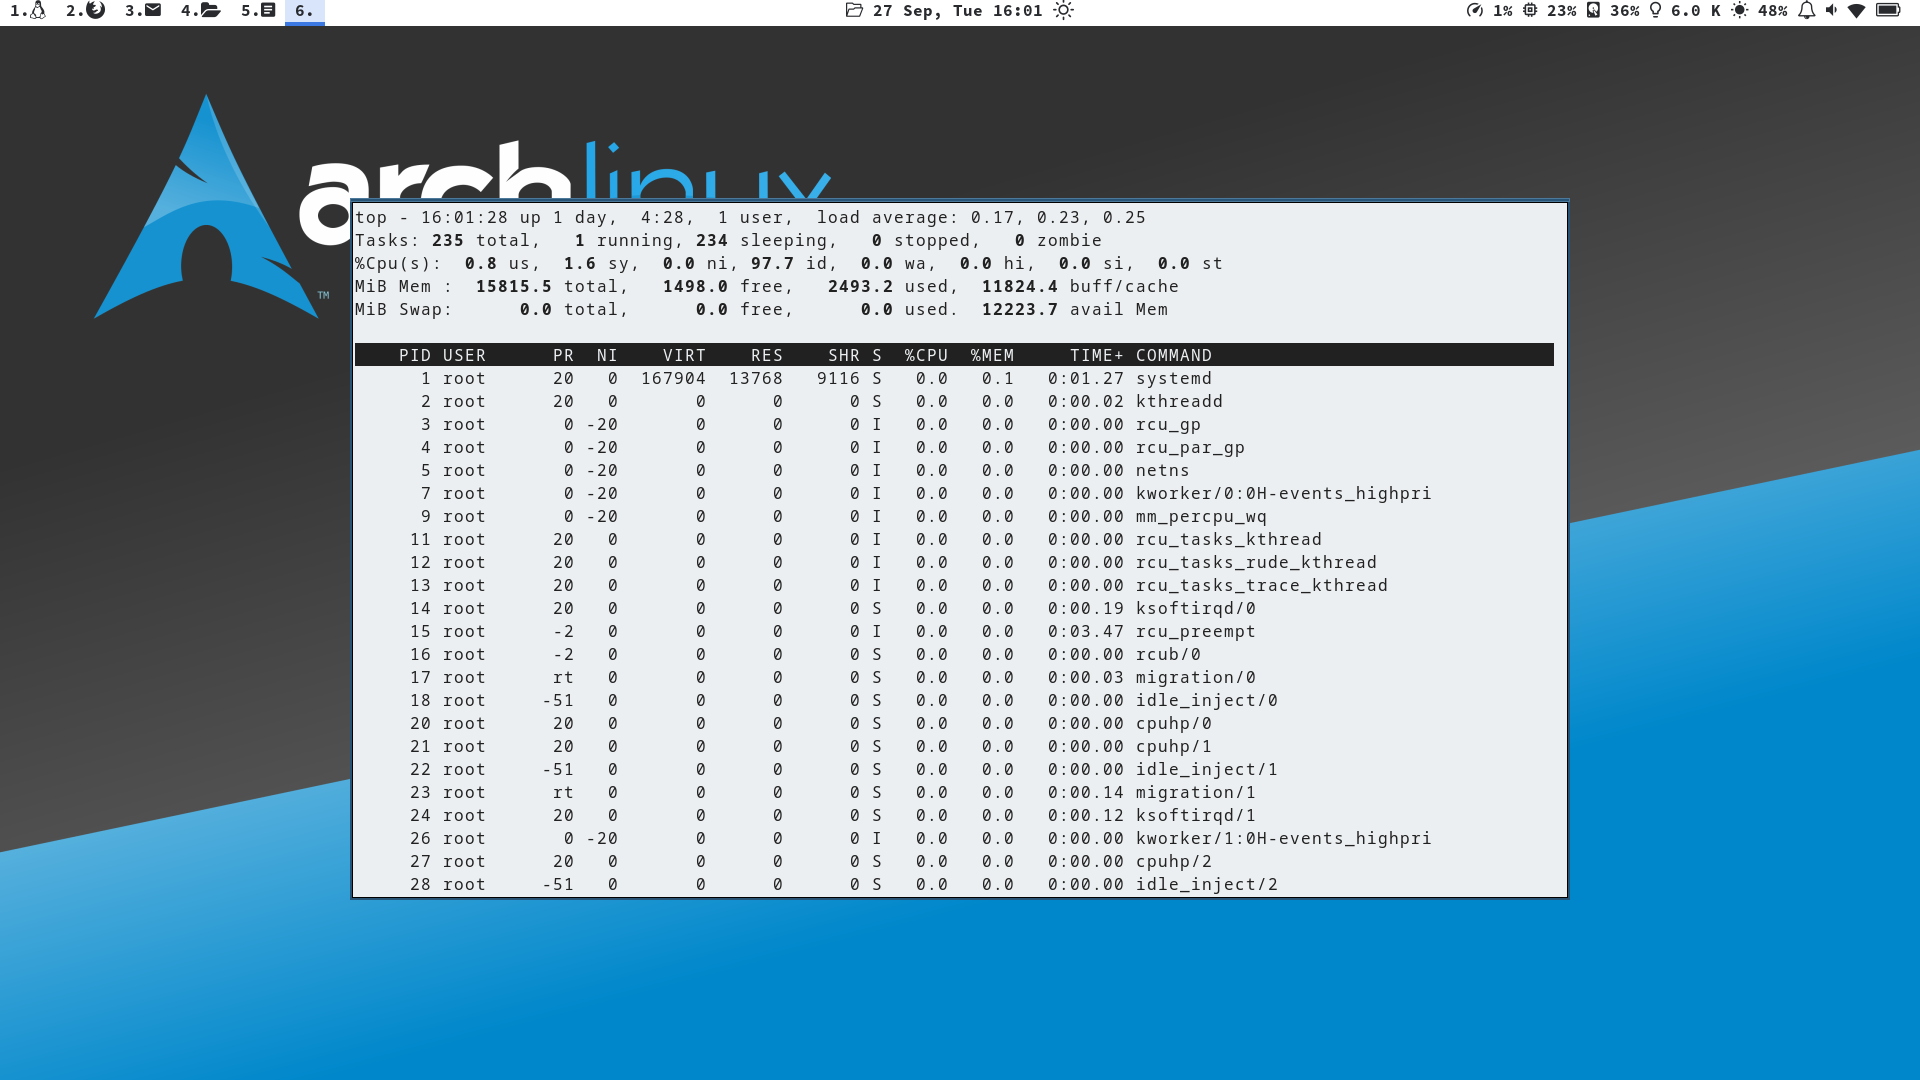 1. 2. 3. 4. 5. 6. 27 Sep, Tue 16:01 1% 23% 36% 6.0 K 48%
archlinux
TM
top - 16:01:28 up 1 day,  4:28,  1 user,  load average: 0.17, 0.23, 0.25
Tasks: 235 total,   1 running, 234 sleeping,   0 stopped,   0 zombie
%Cpu(s):  0.8 us,  1.6 sy,  0.0 ni, 97.7 id,  0.0 wa,  0.0 hi,  0.0 si,  0.0 st
MiB Mem :  15815.5 total,   1498.0 free,   2493.2 used,  11824.4 buff/cache
MiB Swap:      0.0 total,      0.0 free,      0.0 used.  12223.7 avail Mem
PID USER PR NI VIRT RES SHR S %CPU %MEM TIME+ COMMAND
1 root 20 0 167904 13768 9116 S 0.0 0.1 0:01.27 systemd
2 root 20 0 0 0 0 S 0.0 0.0 0:00.02 kthreadd
3 root 0 -20 0 0 0 I 0.0 0.0 0:00.00 rcu_gp
4 root 0 -20 0 0 0 I 0.0 0.0 0:00.00 rcu_par_gp
5 root 0 -20 0 0 0 I 0.0 0.0 0:00.00 netns
7 root 0 -20 0 0 0 I 0.0 0.0 0:00.00 kworker/0:0H-events_highpri
9 root 0 -20 0 0 0 I 0.0 0.0 0:00.00 mm_percpu_wq
11 root 20 0 0 0 0 I 0.0 0.0 0:00.00 rcu_tasks_kthread
12 root 20 0 0 0 0 I 0.0 0.0 0:00.00 rcu_tasks_rude_kthread
13 root 20 0 0 0 0 I 0.0 0.0 0:00.00 rcu_tasks_trace_kthread
14 root 20 0 0 0 0 S 0.0 0.0 0:00.19 ksoftirqd/0
15 root -2 0 0 0 0 I 0.0 0.0 0:03.47 rcu_preempt
16 root -2 0 0 0 0 S 0.0 0.0 0:00.00 rcub/0
17 root rt 0 0 0 0 S 0.0 0.0 0:00.03 migration/0
18 root -51 0 0 0 0 S 0.0 0.0 0:00.00 idle_inject/0
20 root 20 0 0 0 0 S 0.0 0.0 0:00.00 cpuhp/0
21 root 20 0 0 0 0 S 0.0 0.0 0:00.00 cpuhp/1
22 root -51 0 0 0 0 S 0.0 0.0 0:00.00 idle_inject/1
23 root rt 0 0 0 0 S 0.0 0.0 0:00.14 migration/1
24 root 20 0 0 0 0 S 0.0 0.0 0:00.12 ksoftirqd/1
26 root 0 -20 0 0 0 I 0.0 0.0 0:00.00 kworker/1:0H-events_highpri
27 root 20 0 0 0 0 S 0.0 0.0 0:00.00 cpuhp/2
28 root -51 0 0 0 0 S 0.0 0.0 0:00.00 idle_inject/2